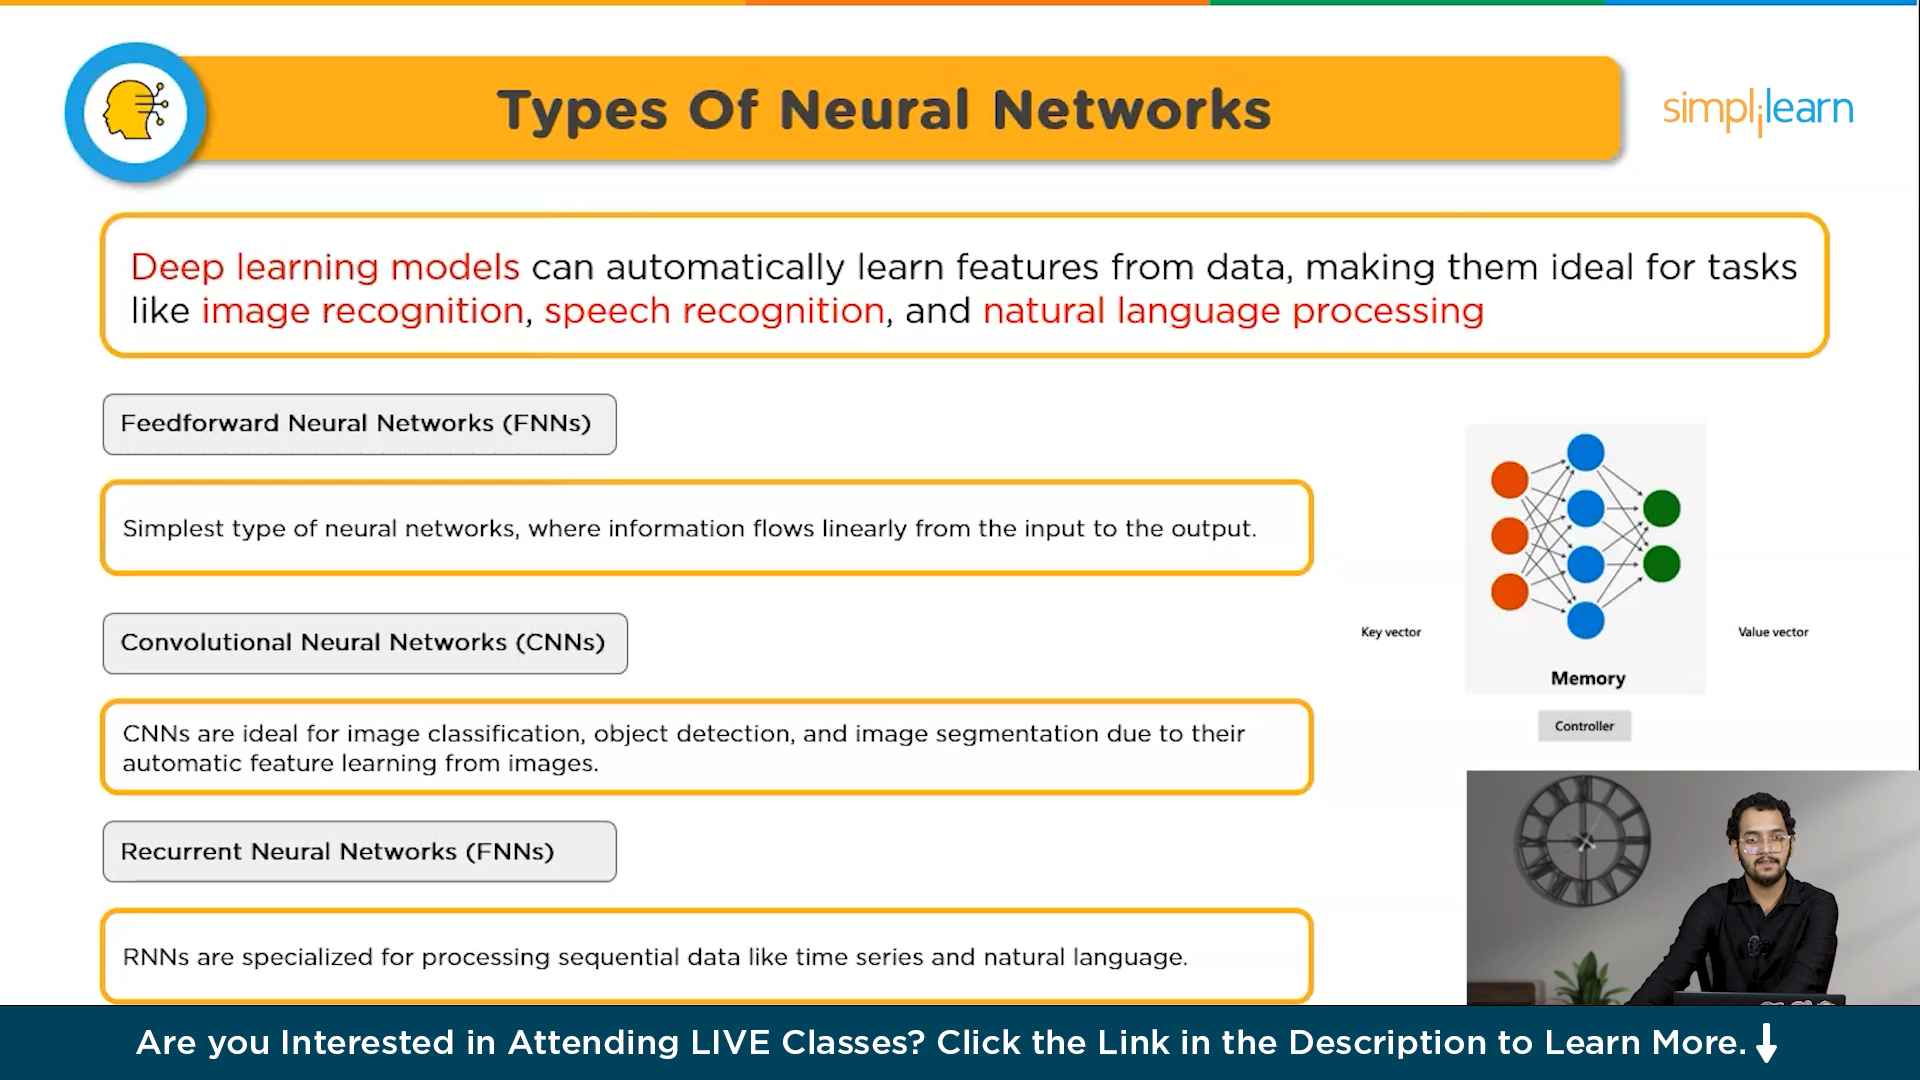 Types Of Neural Networks
simplilearn
Deep learning models can automatically learn features from data, making them ideal for tasks
like image recognition, speech recognition, and natural language processing
Feedforward Neural Networks (FNNs)
Simplest type of neural networks, where information flows linearly from the input to the output.
Convolutional Neural Networks (CNNs)
CNNs are ideal for image classification, object detection, and image segmentation due to their
automatic feature learning from images.
Recurrent Neural Networks (FNNs)
RNNs are specialized for processing sequential data like time series and natural language.
Key vector
Value vector
Memory
Controller
Are you Interested in Attending LIVE Classes? Click the Link in the Description to Learn More.